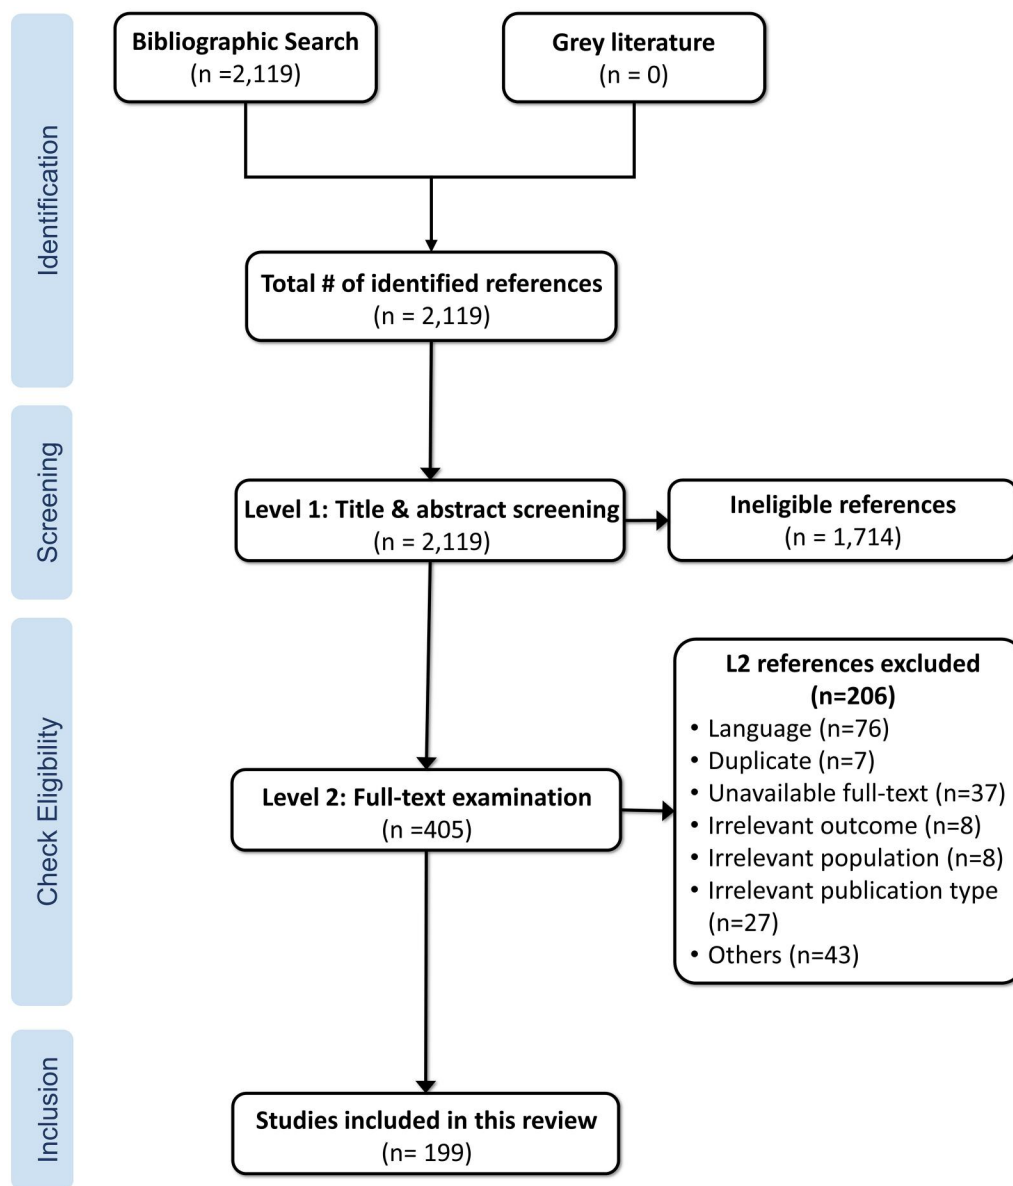 Identification
Bibliographic Search
(n =2,119)
Grey literature
(n = 0)
Total # of identified references
(n = 2,119)
Screening
Level 1: Title & abstract screening
(n = 2,119)
Ineligible references
(n = 1,714)
Check Eligibility
Level 2: Full-text examination
(n =405)
L2 references excluded
(n=206)
• Language (n=76)
• Duplicate (n=7)
• Unavailable full-text (n=37)
• Irrelevant outcome (n=8)
• Irrelevant population (n=8)
• Irrelevant publication type
(n=27)
• Others (n=43)
Inclusion
Studies included in this review
(n= 199)